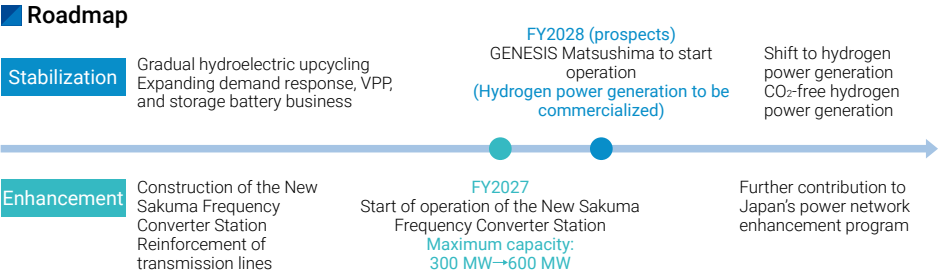 Roadmap
Stabilization
Gradual hydroelectric upcycling
Expanding demand response, VPP,
and storage battery business
FY2028 (prospects)
GENESIS Matsushima to start
operation
(Hydrogen power generation to be
commercialized)
Shift to hydrogen
power generation
CO₂-free hydrogen
power generation
Enhancement
Construction of the New
Sakuma Frequency
Converter Station
Reinforcement of
transmission lines
FY2027
Start of operation of the New Sakuma
Frequency Converter Station
Maximum capacity:
300 MW→600 MW
Further contribution to
Japan's power network
enhancement program